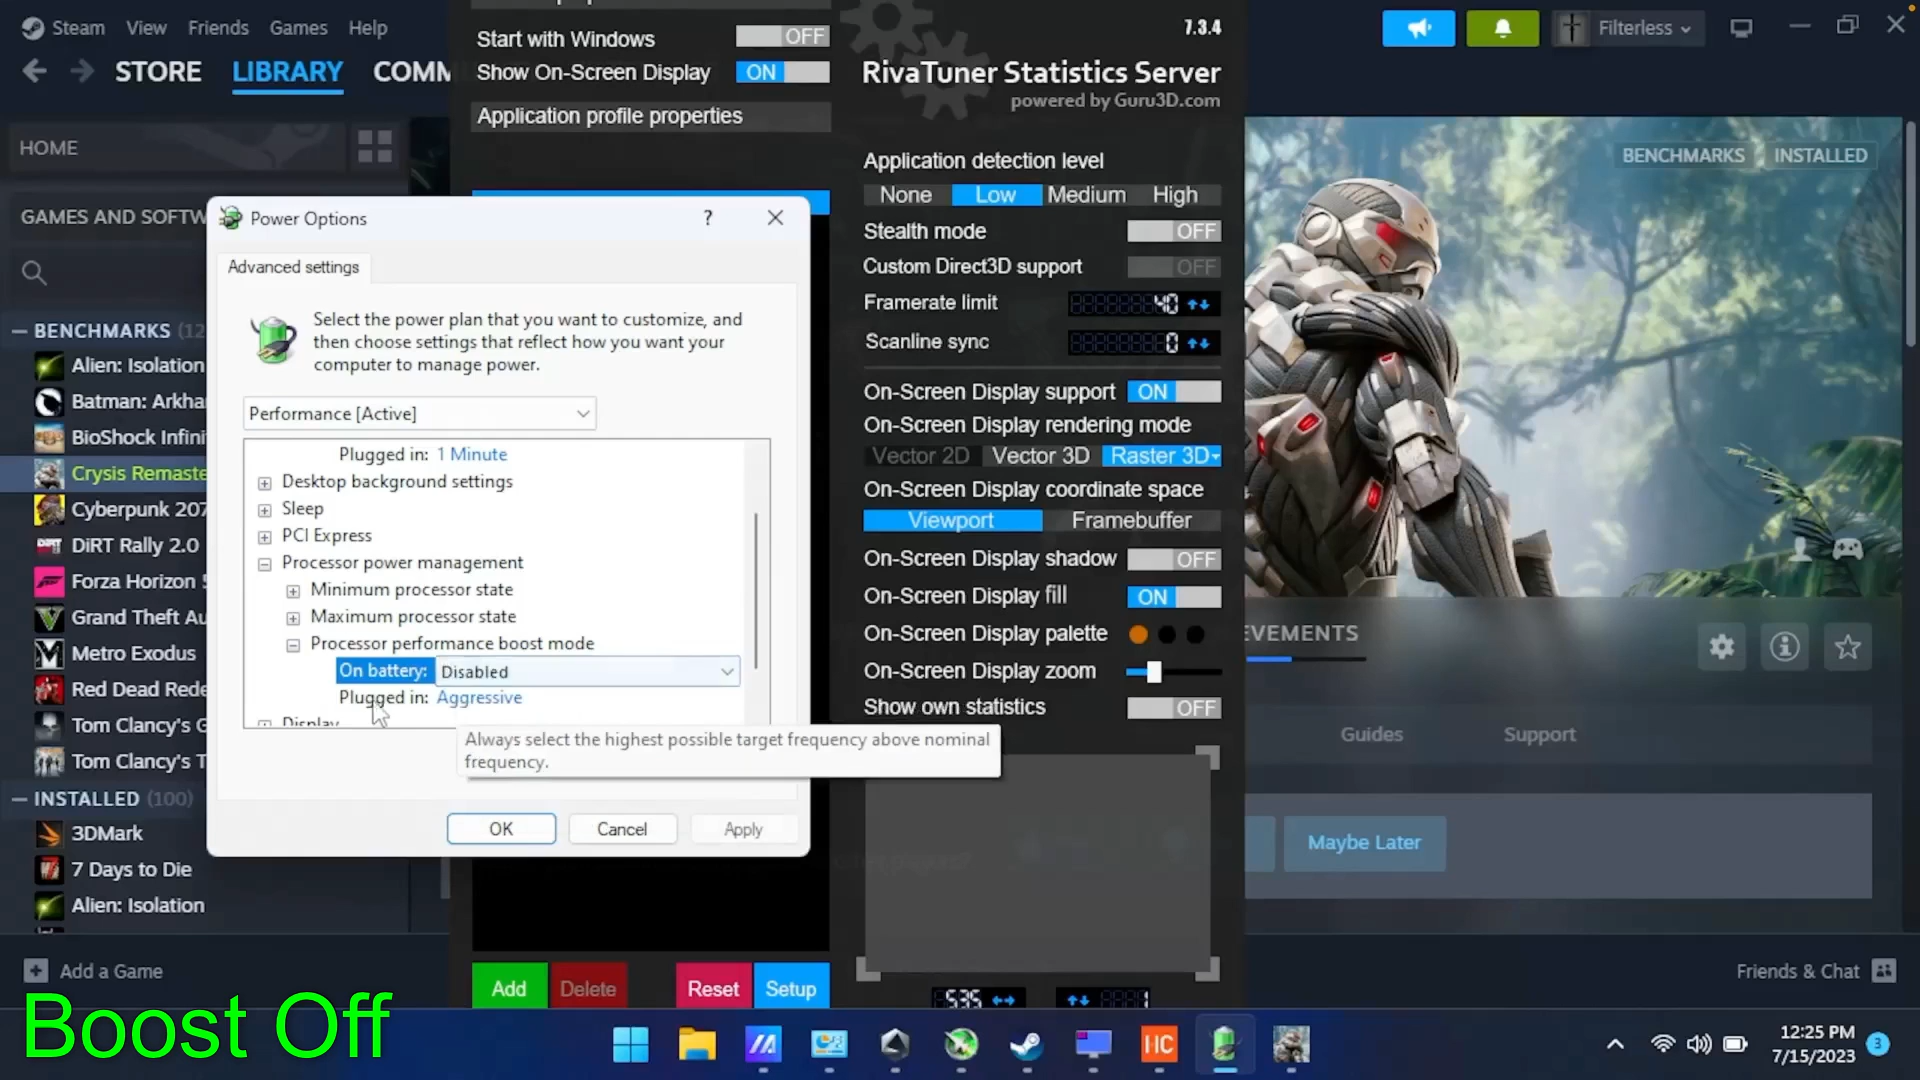 Steam View Friends Games Help
STORE LIBRARY COMM
HOME
GAMES AND SOFTW
BENCHMARKS (12
Alien: Isolation
Batman: Arkha
BioShock Infini
Crysis Remaste
Cyberpunk 207
DiRT Rally 2.0
Forza Horizon 5
Grand Theft Au
Metro Exodus
Red Dead Rede
Tom Clancy's G
Tom Clancy's T
INSTALLED (100)
3DMark
7 Days to Die
Alien: Isolation
Add a Game
Boost Off
Start with Windows OFF
Show On-Screen Display ON
Application profile properties
Power Options ?
Advanced settings
Select the power plan that you want to customize, and
then choose settings that reflect how you want your
computer to manage power.
Performance [Active]
Plugged in: 1 Minute
Desktop background settings
Sleep
PCI Express
Processor power management
Minimum processor state
Maximum processor state
Processor performance boost mode
On battery: Disabled
Plugged in: Aggressive
Display
Always select the highest possible target frequency above nominal
frequency.
OK Cancel Apply
Add Delete Reset Setup
7.3.4
RivaTuner Statistics Server
powered by Guru3D.com
Application detection level
None Low Medium High
Stealth mode OFF
Custom Direct3D support OFF
Framerate limit 40
Scanline sync 0
On-Screen Display support ON
On-Screen Display rendering mode
Vector 2D Vector 3D Raster 3D
On-Screen Display coordinate space
Viewport Framebuffer
On-Screen Display shadow OFF
On-Screen Display fill ON
On-Screen Display palette
On-Screen Display zoom
Show own statistics OFF
535 1
Filterless
BENCHMARKS INSTALLED
EVEMENTS
Guides Support
Maybe Later
Friends & Chat
HC
12:25 PM
7/15/2023
3